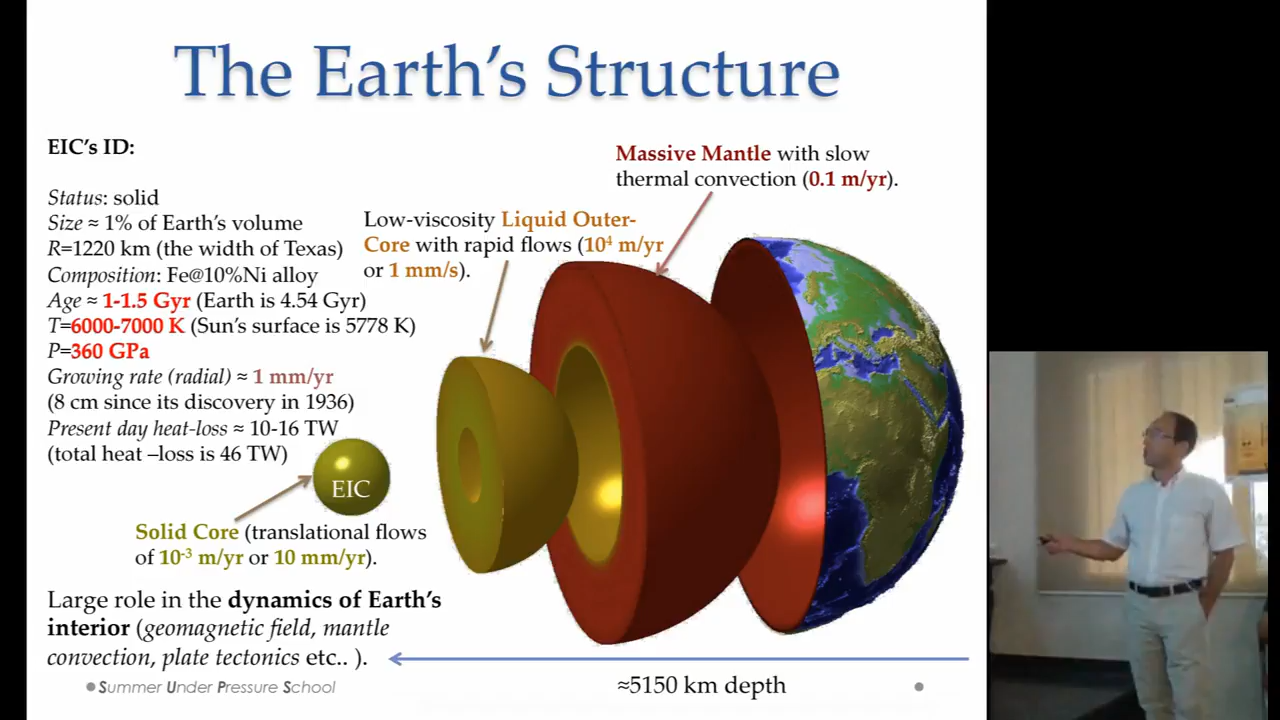 The Earth's Structure
EIC's ID:
Status: solid
Size ≈ 1% of Earth's volume
R=1220 km (the width of Texas)
Composition: Fe@10%Ni alloy
Age ≈ 1-1.5 Gyr (Earth is 4.54 Gyr)
T=6000-7000 K (Sun's surface is 5778 K)
P=360 GPa
Growing rate (radial) ≈ 1 mm/yr
(8 cm since its discovery in 1936)
Present day heat-loss ≈ 10-16 TW
(total heat –loss is 46 TW)
Massive Mantle with slow
thermal convection (0.1 m/yr).
Low-viscosity Liquid Outer-
Core with rapid flows (10⁴ m/yr
or 1 mm/s).
EIC
Solid Core (translational flows
of 10⁻³ m/yr or 10 mm/yr).
Large role in the dynamics of Earth's
interior (geomagnetic field, mantle
convection, plate tectonics etc.. ).
≈5150 km depth
Summer Under Pressure School